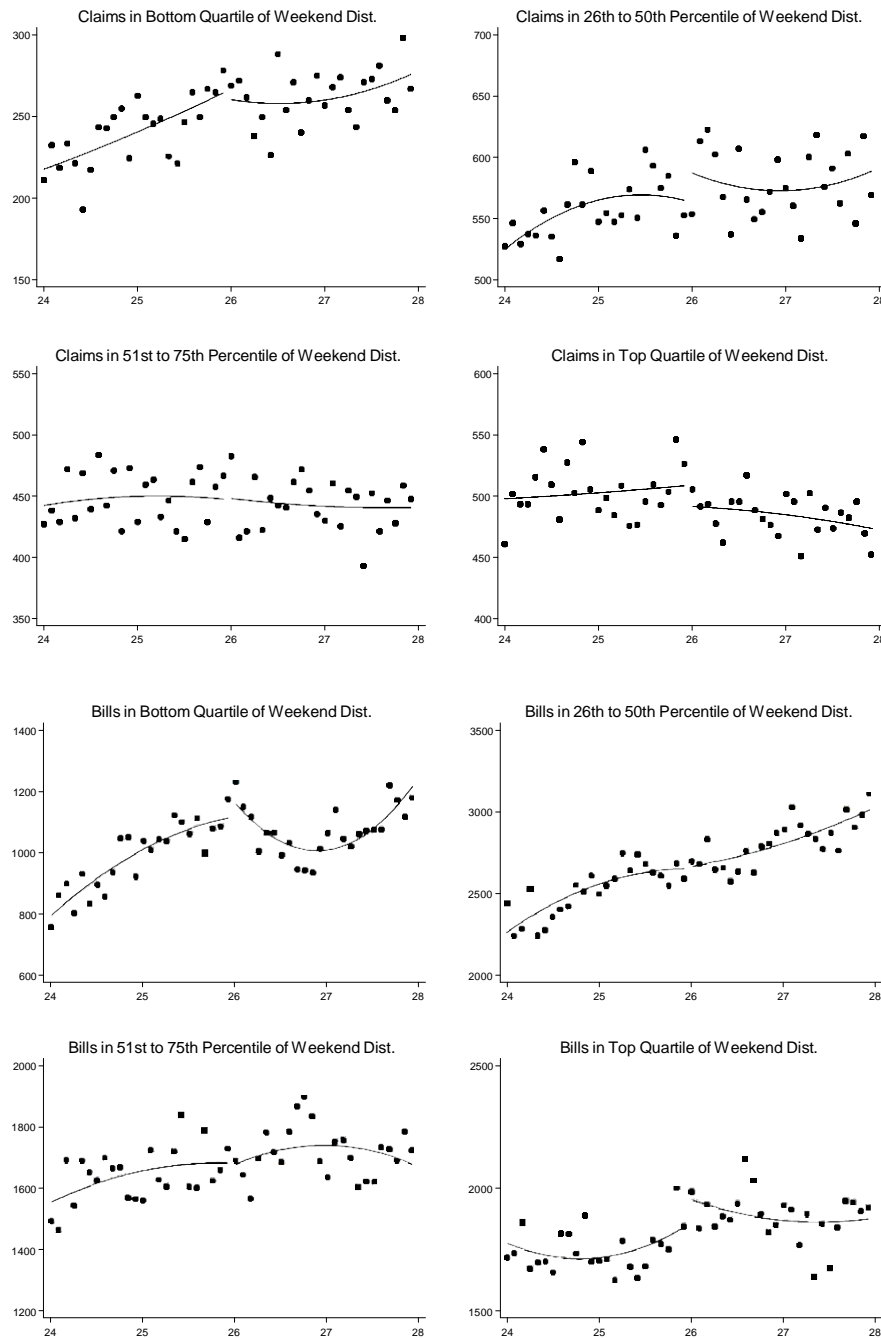 Claims in Bottom Quartile of Weekend Dist.
300
250
200
150
24 25 26 27 28
Claims in 26th to 50th Percentile of Weekend Dist.
700
650
600
550
500
24 25 26 27 28
Claims in 51st to 75th Percentile of Weekend Dist.
550
500
450
400
350
24 25 26 27 28
Claims in Top Quartile of Weekend Dist.
600
550
500
450
400
24 25 26 27 28
Bills in Bottom Quartile of Weekend Dist.
1400
1200
1000
800
600
24 25 26 27 28
Bills in 26th to 50th Percentile of Weekend Dist.
3500
3000
2500
2000
24 25 26 27 28
Bills in 51st to 75th Percentile of Weekend Dist.
2000
1800
1600
1400
1200
24 25 26 27 28
Bills in Top Quartile of Weekend Dist.
2500
2000
1500
24 25 26 27 28